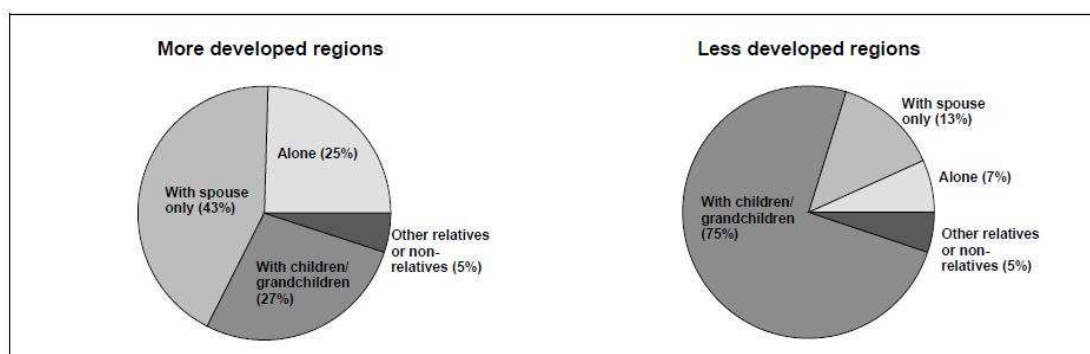 More developed regions
Alone (25%)
With spouse
only (43%)
Other relatives
or non-
relatives (5%)
With children/
grandchildren
(27%)
Less developed regions
With spouse
only (13%)
Alone (7%)
With children/
grandchildren
(75%)
Other relatives
or non-
relatives (5%)